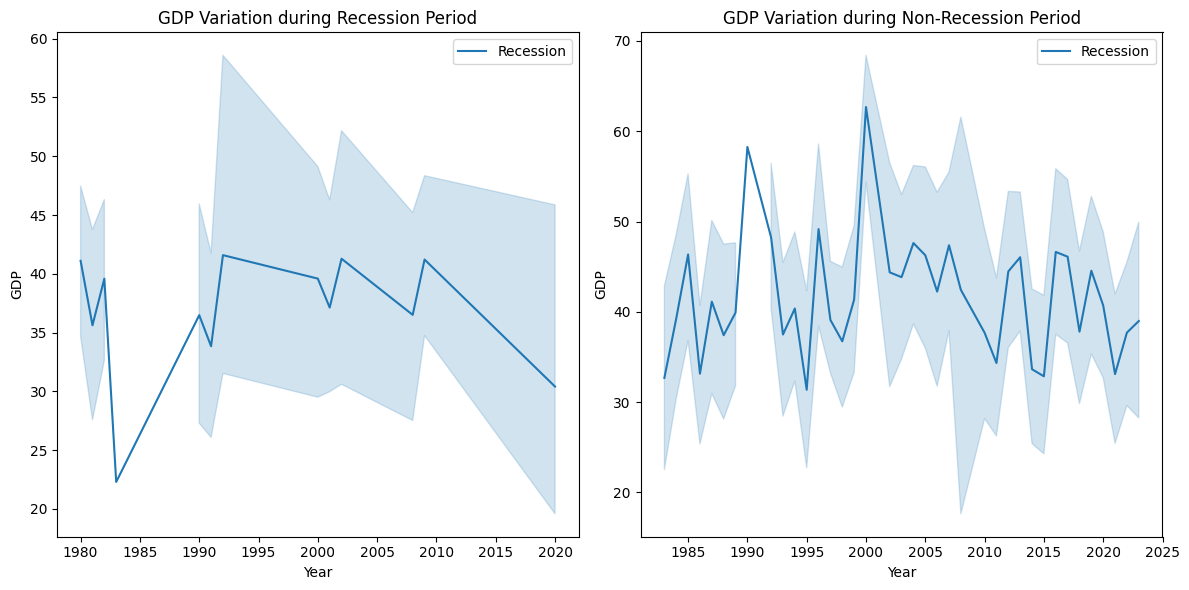 GDP Variation during Recession Period
Recession
60
55
50
45
40
35
30
25
20
GDP
1980 1985 1990 1995 2000 2005 2010 2015 2020
Year
GDP Variation during Non-Recession Period
Recession
70
60
50
40
30
20
GDP
1985 1990 1995 2000 2005 2010 2015 2020 2025
Year